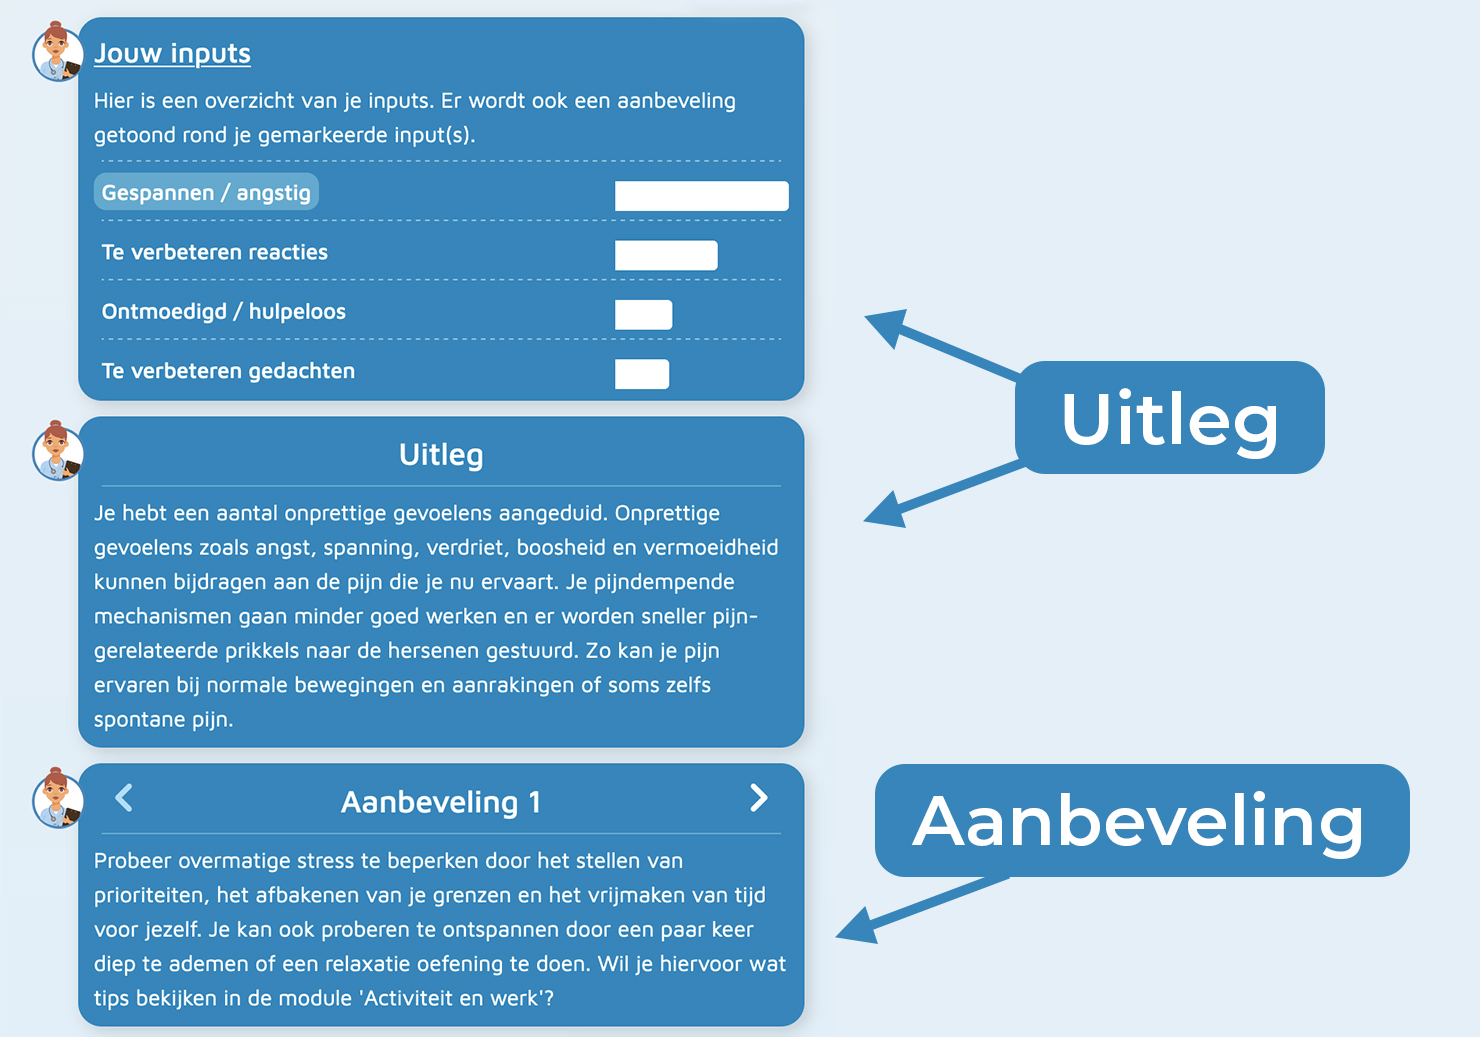 Jouw inputs
Hier is een overzicht van je inputs. Er wordt ook een aanbeveling
getoond rond je gemarkeerde input(s).
Gespannen / angstig
Te verbeteren reacties
Ontmoedigd / hulpeloos
Te verbeteren gedachten
Uitleg
Uitleg
Je hebt een aantal onprettige gevoelens aangeduid. Onprettige
gevoelens zoals angst, spanning, verdriet, boosheid en vermoeidheid
kunnen bijdragen aan de pijn die je nu ervaart. Je pijndempende
mechanismen gaan minder goed werken en er worden sneller pijn-
gerelateerde prikkels naar de hersenen gestuurd. Zo kan je pijn
ervaren bij normale bewegingen en aanrakingen of soms zelfs
spontane pijn.
Aanbeveling 1
Aanbeveling
Probeer overmatige stress te beperken door het stellen van
prioriteiten, het afbakenen van je grenzen en het vrijmaken van tijd
voor jezelf. Je kan ook proberen te ontspannen door een paar keer
diep te ademen of een relaxatie oefening te doen. Wil je hiervoor wat
tips bekijken in de module 'Activiteit en werk'?